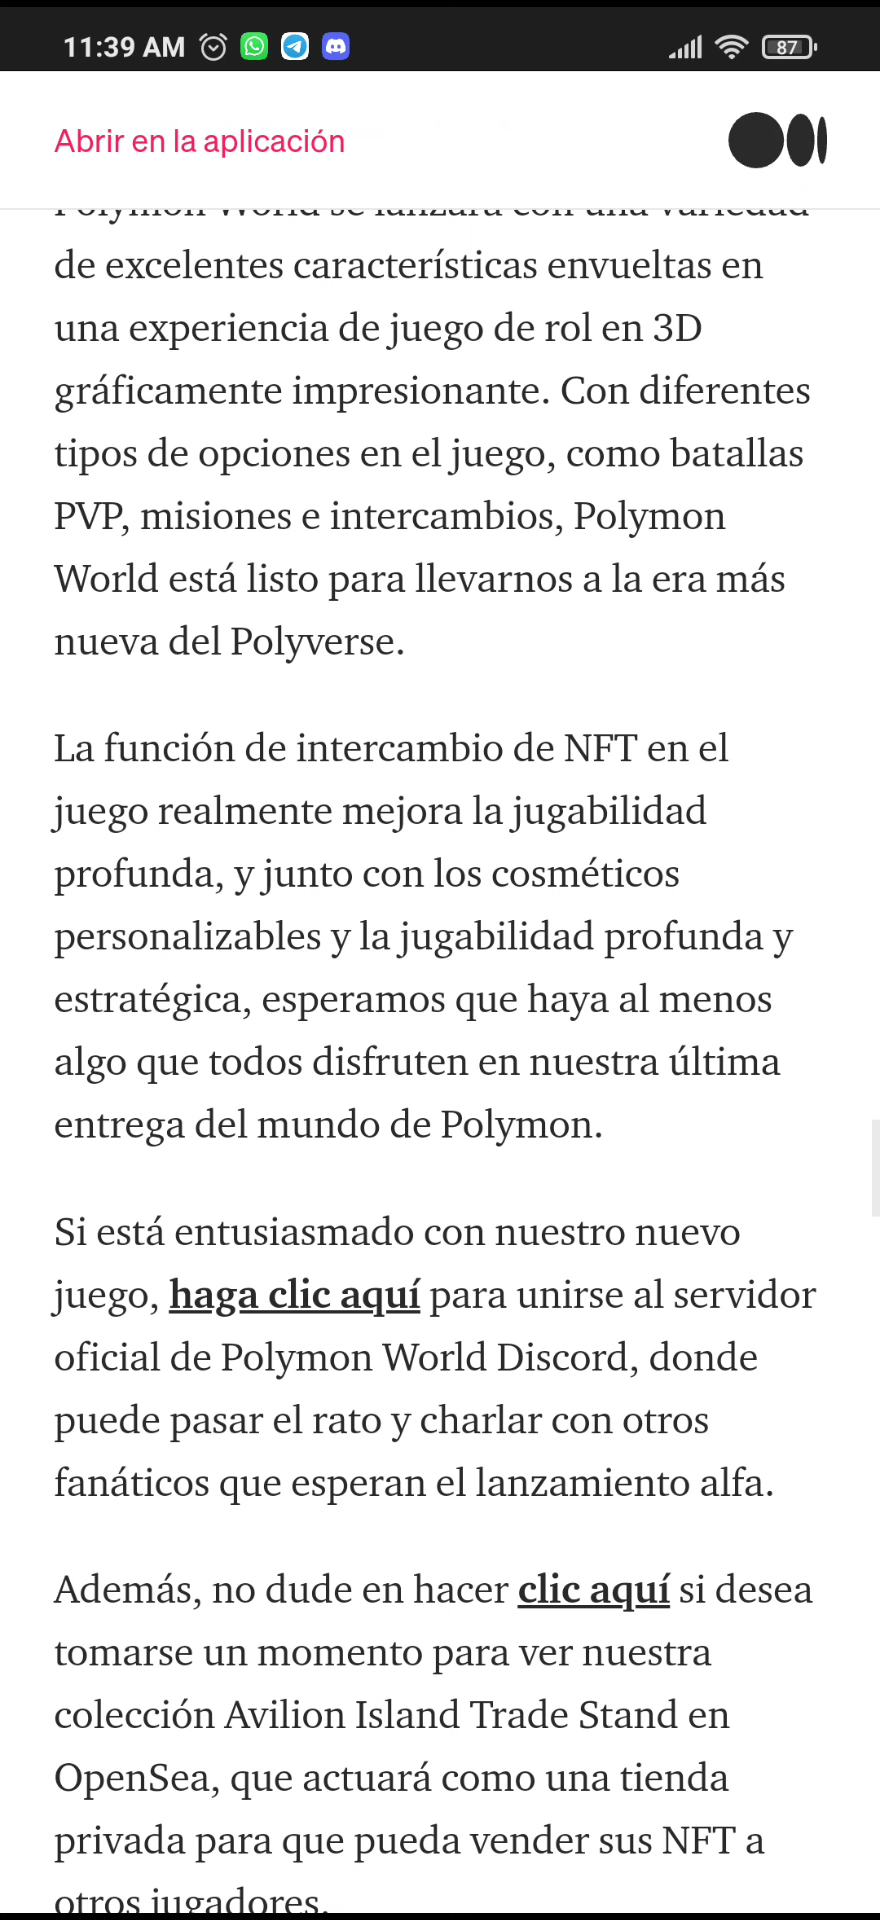 11:39 AM
87
Abrir en la aplicación
Polymon World se lanzará con una variedad
de excelentes características envueltas en
una experiencia de juego de rol en 3D
gráficamente impresionante. Con diferentes
tipos de opciones en el juego, como batallas
PVP, misiones e intercambios, Polymon
World está listo para llevarnos a la era más
nueva del Polyverse.
La función de intercambio de NFT en el
juego realmente mejora la jugabilidad
profunda, y junto con los cosméticos
personalizables y la jugabilidad profunda y
estratégica, esperamos que haya al menos
algo que todos disfruten en nuestra última
entrega del mundo de Polymon.
Si está entusiasmado con nuestro nuevo
juego, haga clic aquí para unirse al servidor
oficial de Polymon World Discord, donde
puede pasar el rato y charlar con otros
fanáticos que esperan el lanzamiento alfa.
Además, no dude en hacer clic aquí si desea
tomarse un momento para ver nuestra
colección Avilion Island Trade Stand en
OpenSea, que actuará como una tienda
privada para que pueda vender sus NFT a
otros jugadores.